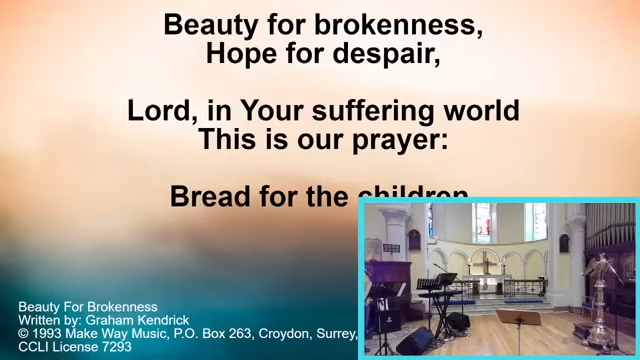 Beauty for brokenness,
Hope for despair,
Lord, in Your suffering world
This is our prayer:
Bread for the children
Beauty For Brokenness
Written by: Graham Kendrick
© 1993 Make Way Music, P.O. Box 263, Croydon, Surrey,
CCLI License 7293